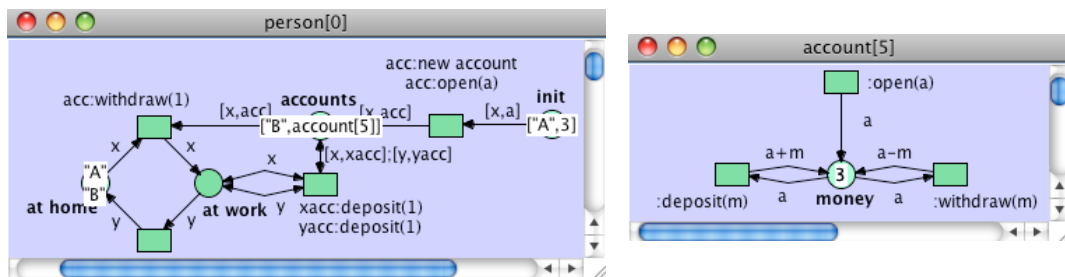 person[0]
acc:new account
acc:open(a)
acc:withdraw(1)
accounts
init
[x,acc]
[x,acc]
[x,a]
["B",account[5]]
["A",3]
[x,xacc];[y,yacc]
x
x
x
"A"
"B"
at home
at work
y
y
y
xacc:deposit(1)
yacc:deposit(1)
account[5]
:open(a)
a
a+m
a-m
3
:deposit(m)
a
money
a
:withdraw(m)